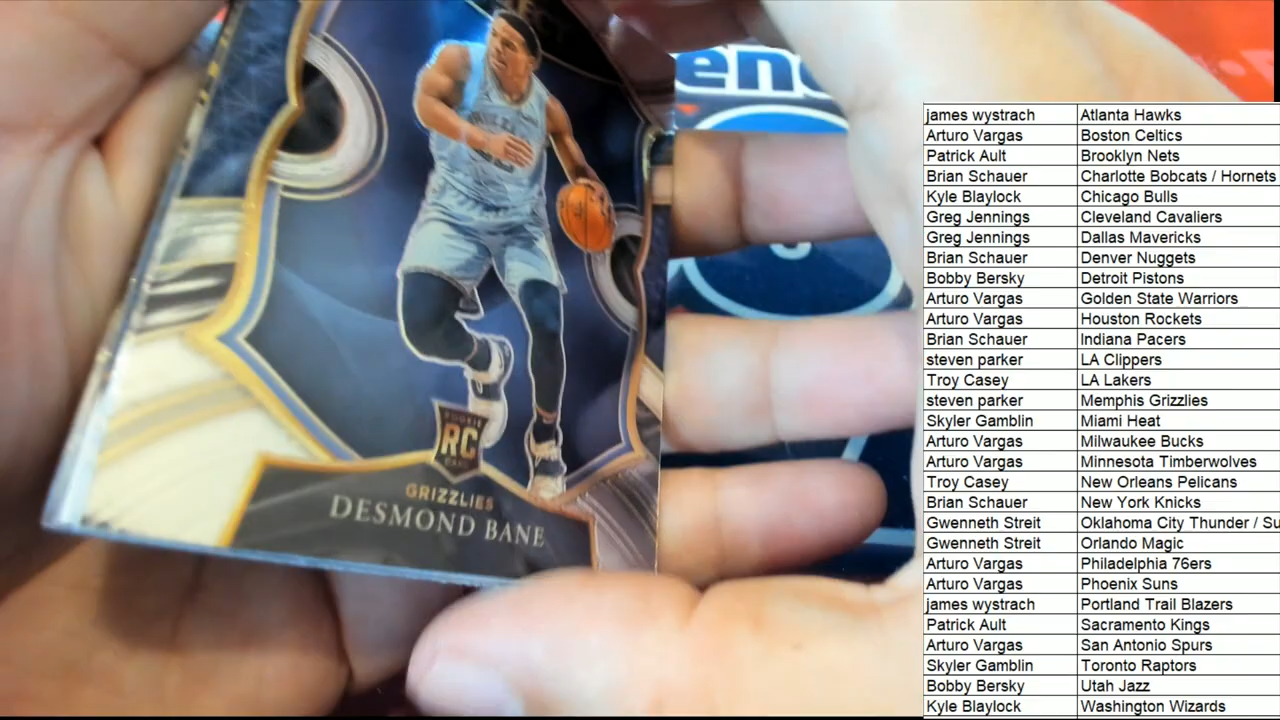 en
ROOKIE
RC
CARD
GRIZZLIES
DESMOND BANE
james wystrach Atlanta Hawks
Arturo Vargas Boston Celtics
Patrick Ault Brooklyn Nets
Brian Schauer Charlotte Bobcats / Hornets
Kyle Blaylock Chicago Bulls
Greg Jennings Cleveland Cavaliers
Greg Jennings Dallas Mavericks
Brian Schauer Denver Nuggets
Bobby Bersky Detroit Pistons
Arturo Vargas Golden State Warriors
Arturo Vargas Houston Rockets
Brian Schauer Indiana Pacers
steven parker LA Clippers
Troy Casey LA Lakers
steven parker Memphis Grizzlies
Skyler Gamblin Miami Heat
Arturo Vargas Milwaukee Bucks
Arturo Vargas Minnesota Timberwolves
Troy Casey New Orleans Pelicans
Brian Schauer New York Knicks
Gwenneth Streit Oklahoma City Thunder / Su
Gwenneth Streit Orlando Magic
Arturo Vargas Philadelphia 76ers
Arturo Vargas Phoenix Suns
james wystrach Portland Trail Blazers
Patrick Ault Sacramento Kings
Arturo Vargas San Antonio Spurs
Skyler Gamblin Toronto Raptors
Bobby Bersky Utah Jazz
Kyle Blaylock Washington Wizards